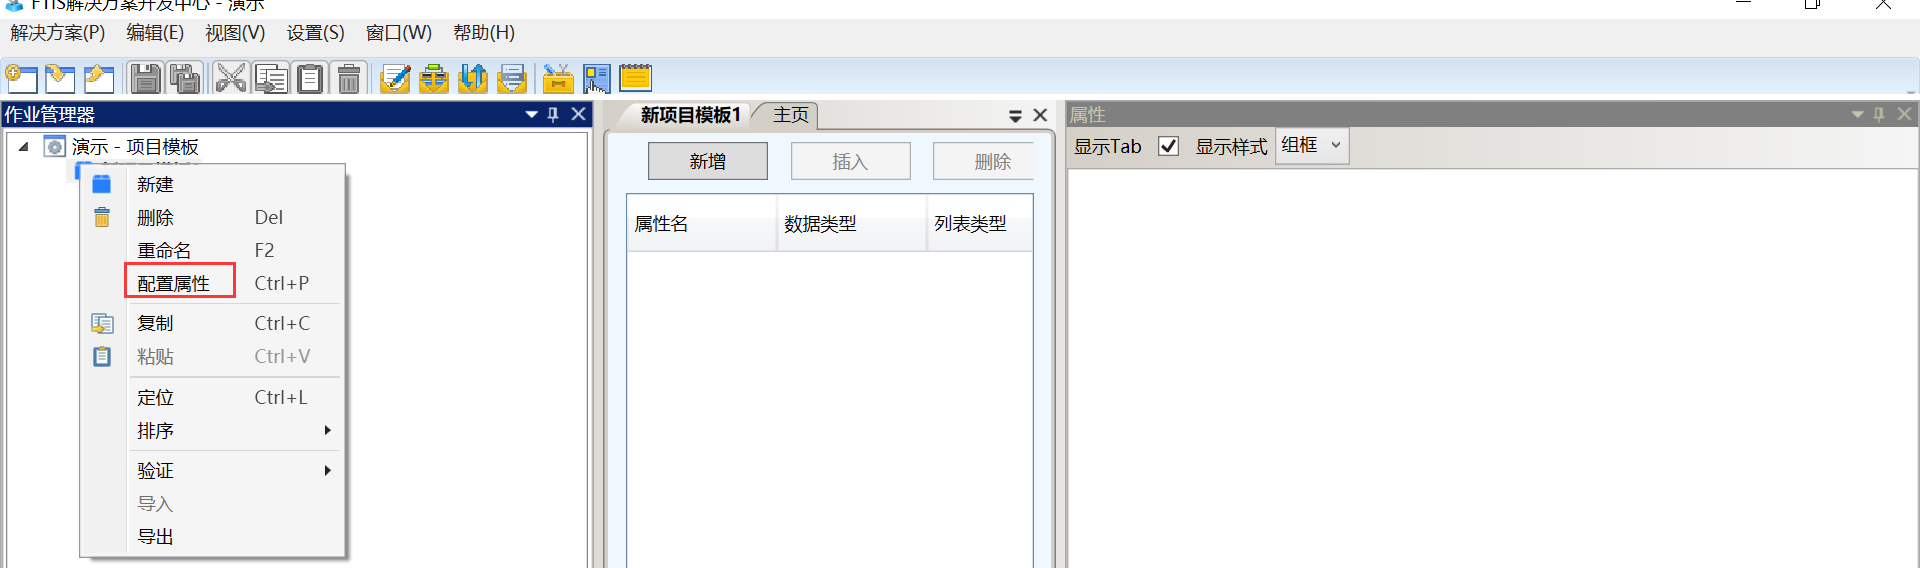 FTIS解决方案开发中心 - 演示
解决方案(P) 编辑(E) 视图(V) 设置(S) 窗口(W) 帮助(H)
作业管理器
演示 - 项目模板
新建
删除 Del
重命名 F2
配置属性 Ctrl+P
复制 Ctrl+C
粘贴 Ctrl+V
定位 Ctrl+L
排序
验证
导入
导出
新项目模板1 主页
新增 插入 删除
属性名 数据类型 列表类型
属性
显示Tab 显示样式 组框